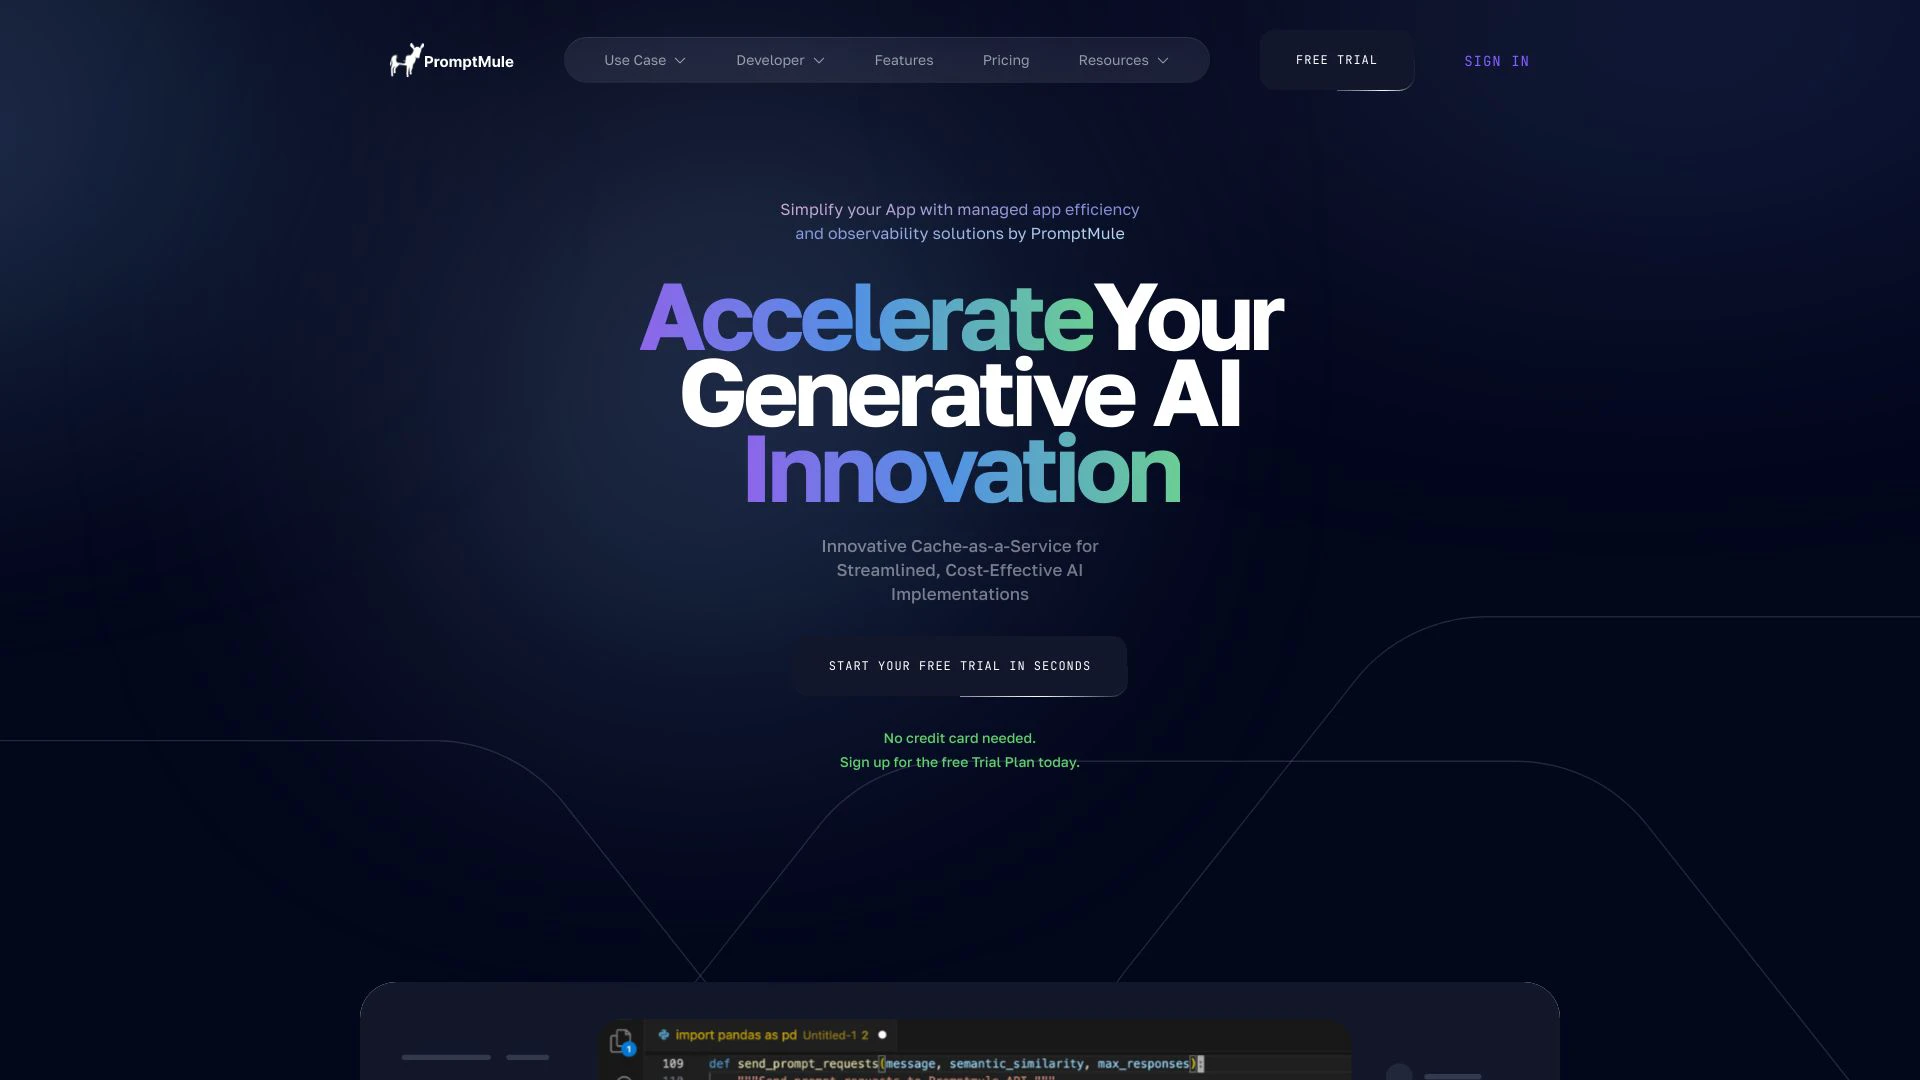 PromptMule
Use Case
Developer
Features
Pricing
Resources
FREE TRIAL
SIGN IN
Simplify your App with managed app efficiency
and observability solutions by PromptMule
Accelerate Your
Generative AI
Innovation
Innovative Cache-as-a-Service for
Streamlined, Cost-Effective AI
Implementations
START YOUR FREE TRIAL IN SECONDS
No credit card needed.
Sign up for the free Trial Plan today.
import pandas as pd Untitled-1 2
1
109 def send_prompt_requests(message, semantic_similarity, max_responses):